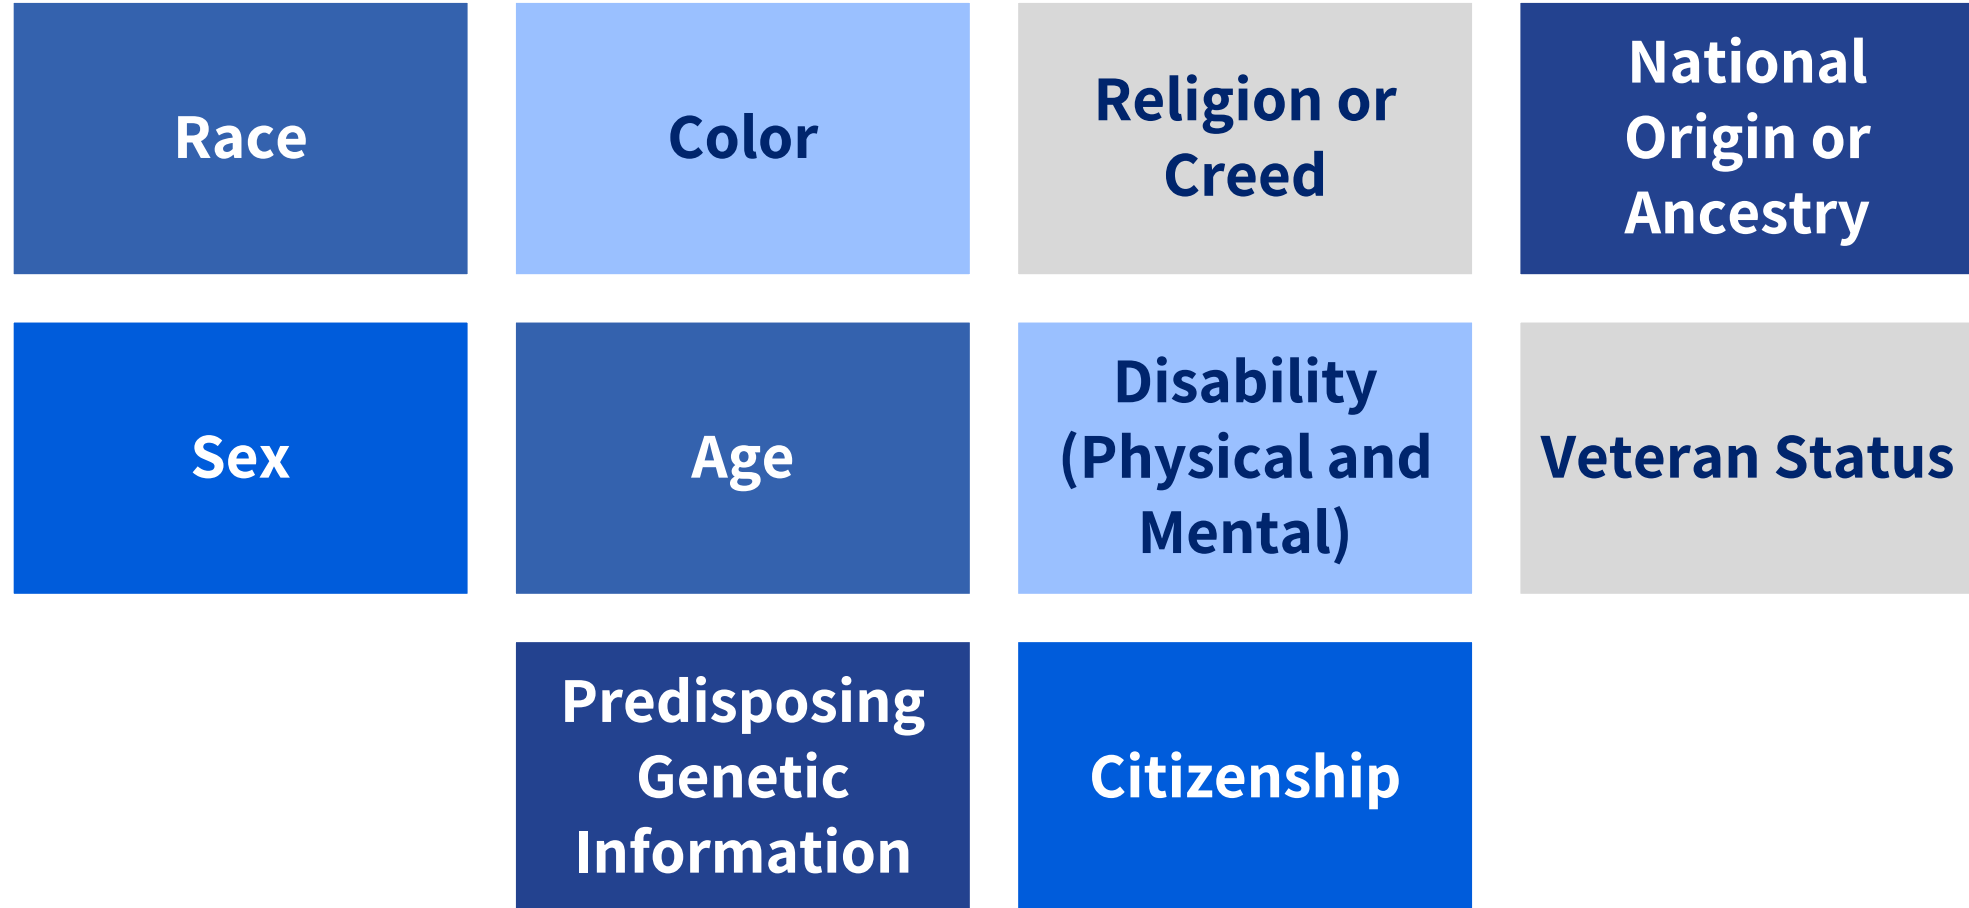 Race
Color
Religion or
Creed
National
Origin or
Ancestry
Sex
Age
Disability
(Physical and
Mental)
Veteran Status
Predisposing
Genetic
Information
Citizenship